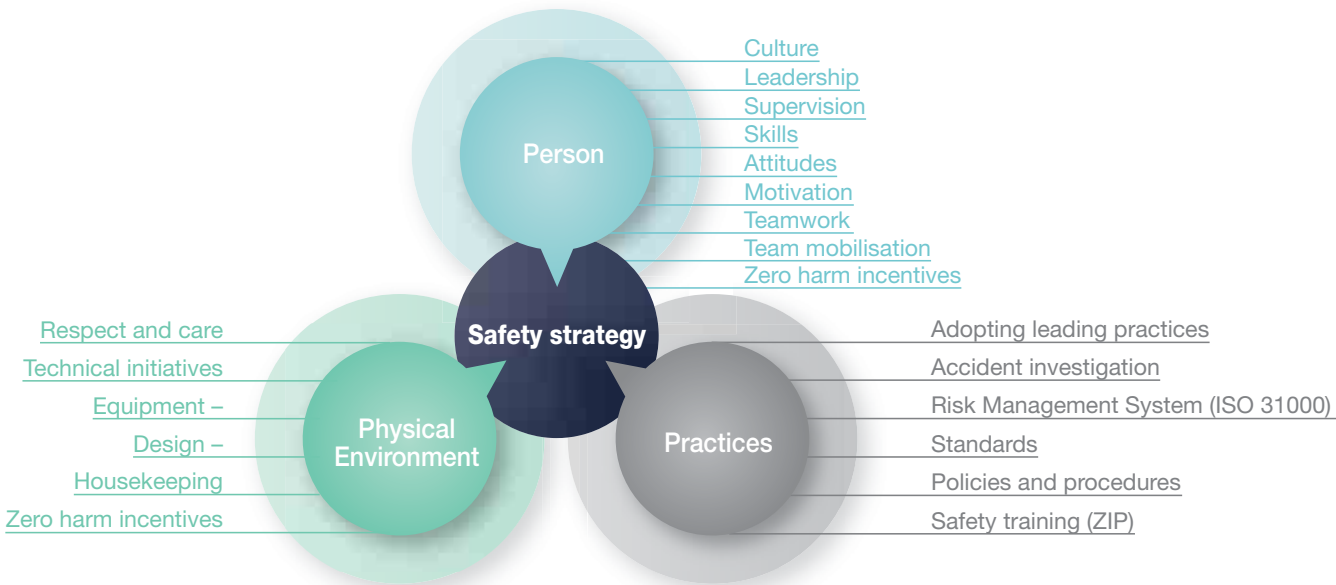 Person
Culture
Leadership
Supervision
Skills
Attitudes
Motivation
Teamwork
Team mobilisation
Zero harm incentives
Safety strategy
Physical
Environment
Respect and care
Technical initiatives
Equipment –
Design –
Housekeeping
Zero harm incentives
Practices
Adopting leading practices
Accident investigation
Risk Management System (ISO 31000)
Standards
Policies and procedures
Safety training (ZIP)